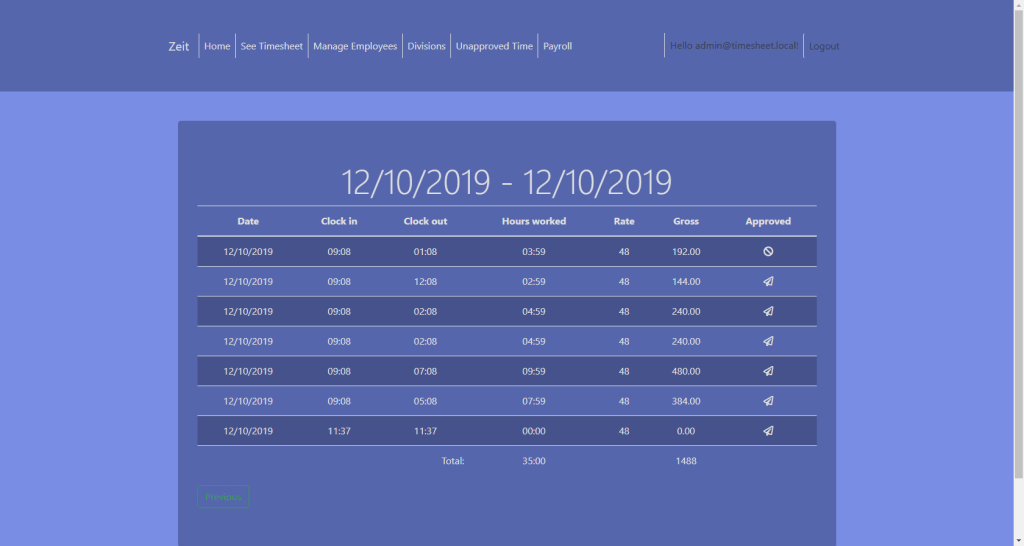 Zeit Home See Timesheet Manage Employees Divisions Unapproved Time Payroll Hello admin@timesheet.local! Logout
12/10/2019 - 12/10/2019
Date Clock in Clock out Hours worked Rate Gross Approved
12/10/2019 09:08 01:08 03:59 48 192.00
12/10/2019 09:08 12:08 02:59 48 144.00
12/10/2019 09:08 02:08 04:59 48 240.00
12/10/2019 09:08 02:08 04:59 48 240.00
12/10/2019 09:08 07:08 09:59 48 480.00
12/10/2019 09:08 05:08 07:59 48 384.00
12/10/2019 11:37 11:37 00:00 48 0.00
Total: 35:00 1488
Previous